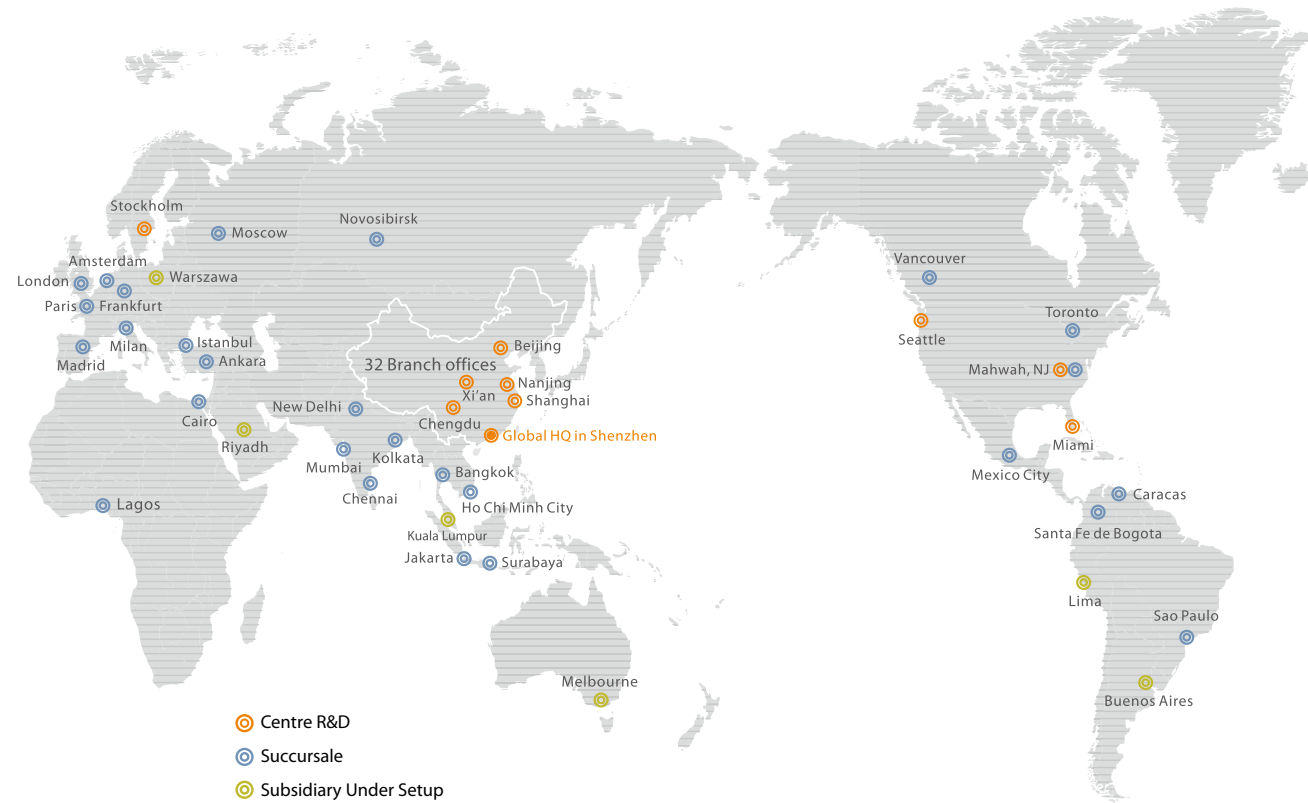 Stockholm
Moscow
Novosibirsk
Amsterdam
London
Warszawa
Paris
Frankfurt
Milan
Madrid
Istanbul
Ankara
Beijing
32 Branch offices
Xi'an
Nanjing
Shanghai
Chengdu
Global HQ in Shenzhen
New Delhi
Cairo
Riyadh
Mumbai
Kolkata
Chennai
Bangkok
Ho Chi Minh City
Kuala Lumpur
Jakarta
Surabaya
Lagos
Melbourne
Vancouver
Seattle
Toronto
Mahwah, NJ
Miami
Mexico City
Caracas
Santa Fe de Bogota
Lima
Sao Paulo
Buenos Aires
Centre R&D
Succursale
Subsidiary Under Setup